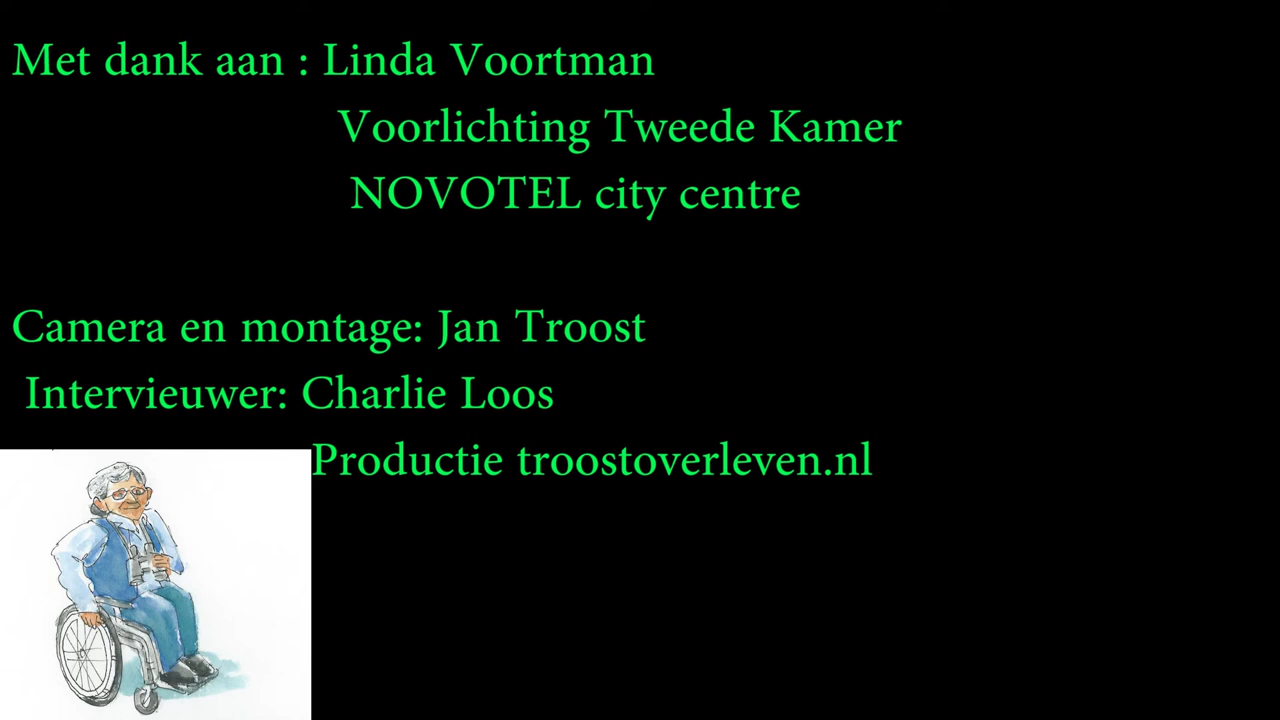 Met dank aan : Linda Voortman
Voorlichting Tweede Kamer
NOVOTEL city centre
Camera en montage: Jan Troost
Intervieuwer: Charlie Loos
Productie troostoverleven.nl